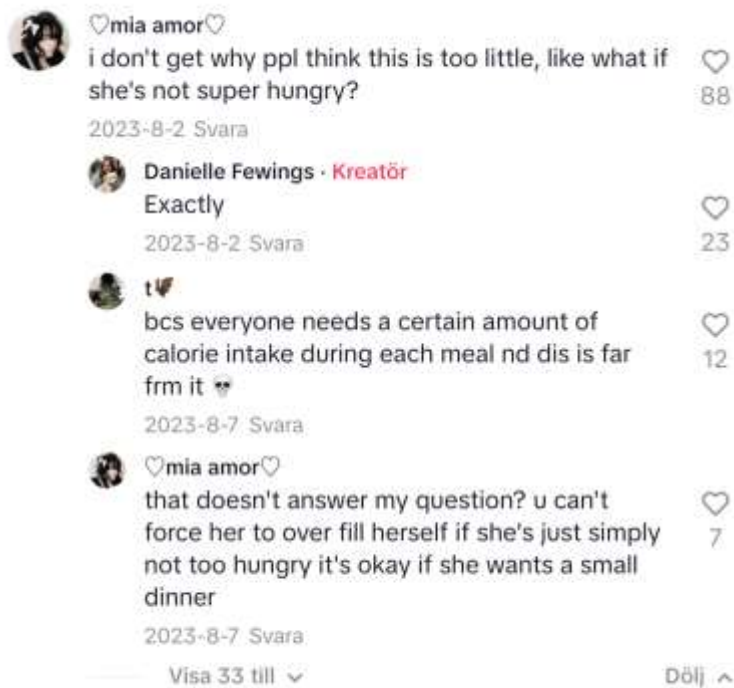 ♡mia amor♡
i don't get why ppl think this is too little, like what if
she's not super hungry?
88
2023-8-2 Svara
Danielle Fewings · Kreatör
Exactly
23
2023-8-2 Svara
t🪽
bcs everyone needs a certain amount of
calorie intake during each meal nd dis is far
frm it 💀
12
2023-8-7 Svara
♡mia amor♡
that doesn't answer my question? u can't
force her to over fill herself if she's just simply
not too hungry it's okay if she wants a small
dinner
7
2023-8-7 Svara
Visa 33 till
Dölj